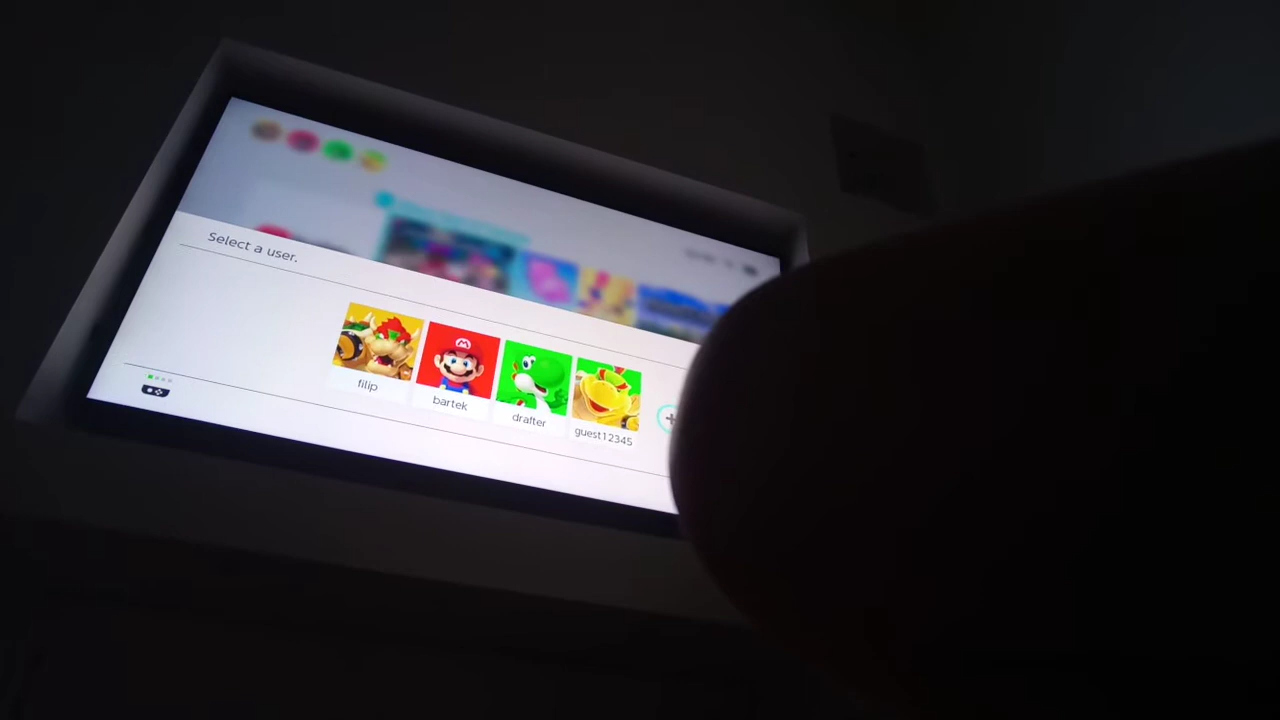 Select a user.
filip
bartek
drafter
guest12345